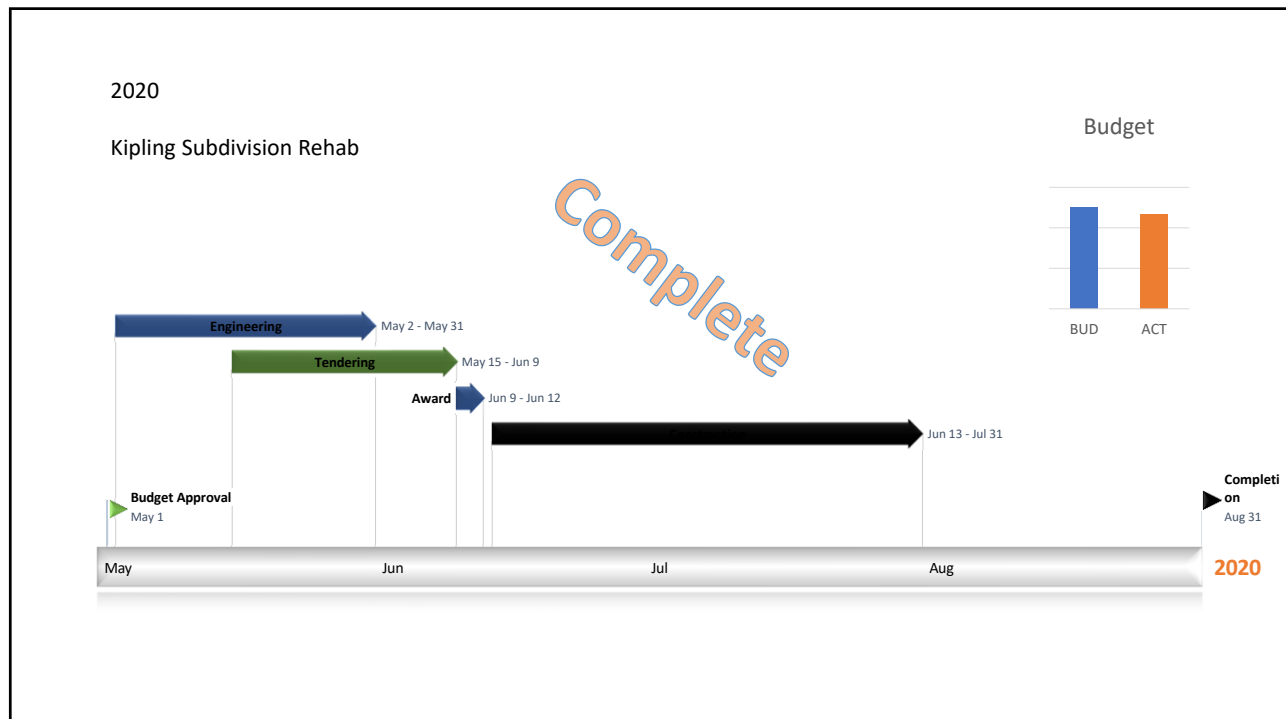 2020
Kipling Subdivision Rehab
Budget
BUD
ACT
Complete
Engineering
May 2 - May 31
Tendering
May 15 - Jun 9
Award
Jun 9 - Jun 12
Jun 13 - Jul 31
Budget Approval
May 1
Completi
on
Aug 31
May
Jun
Jul
Aug
2020